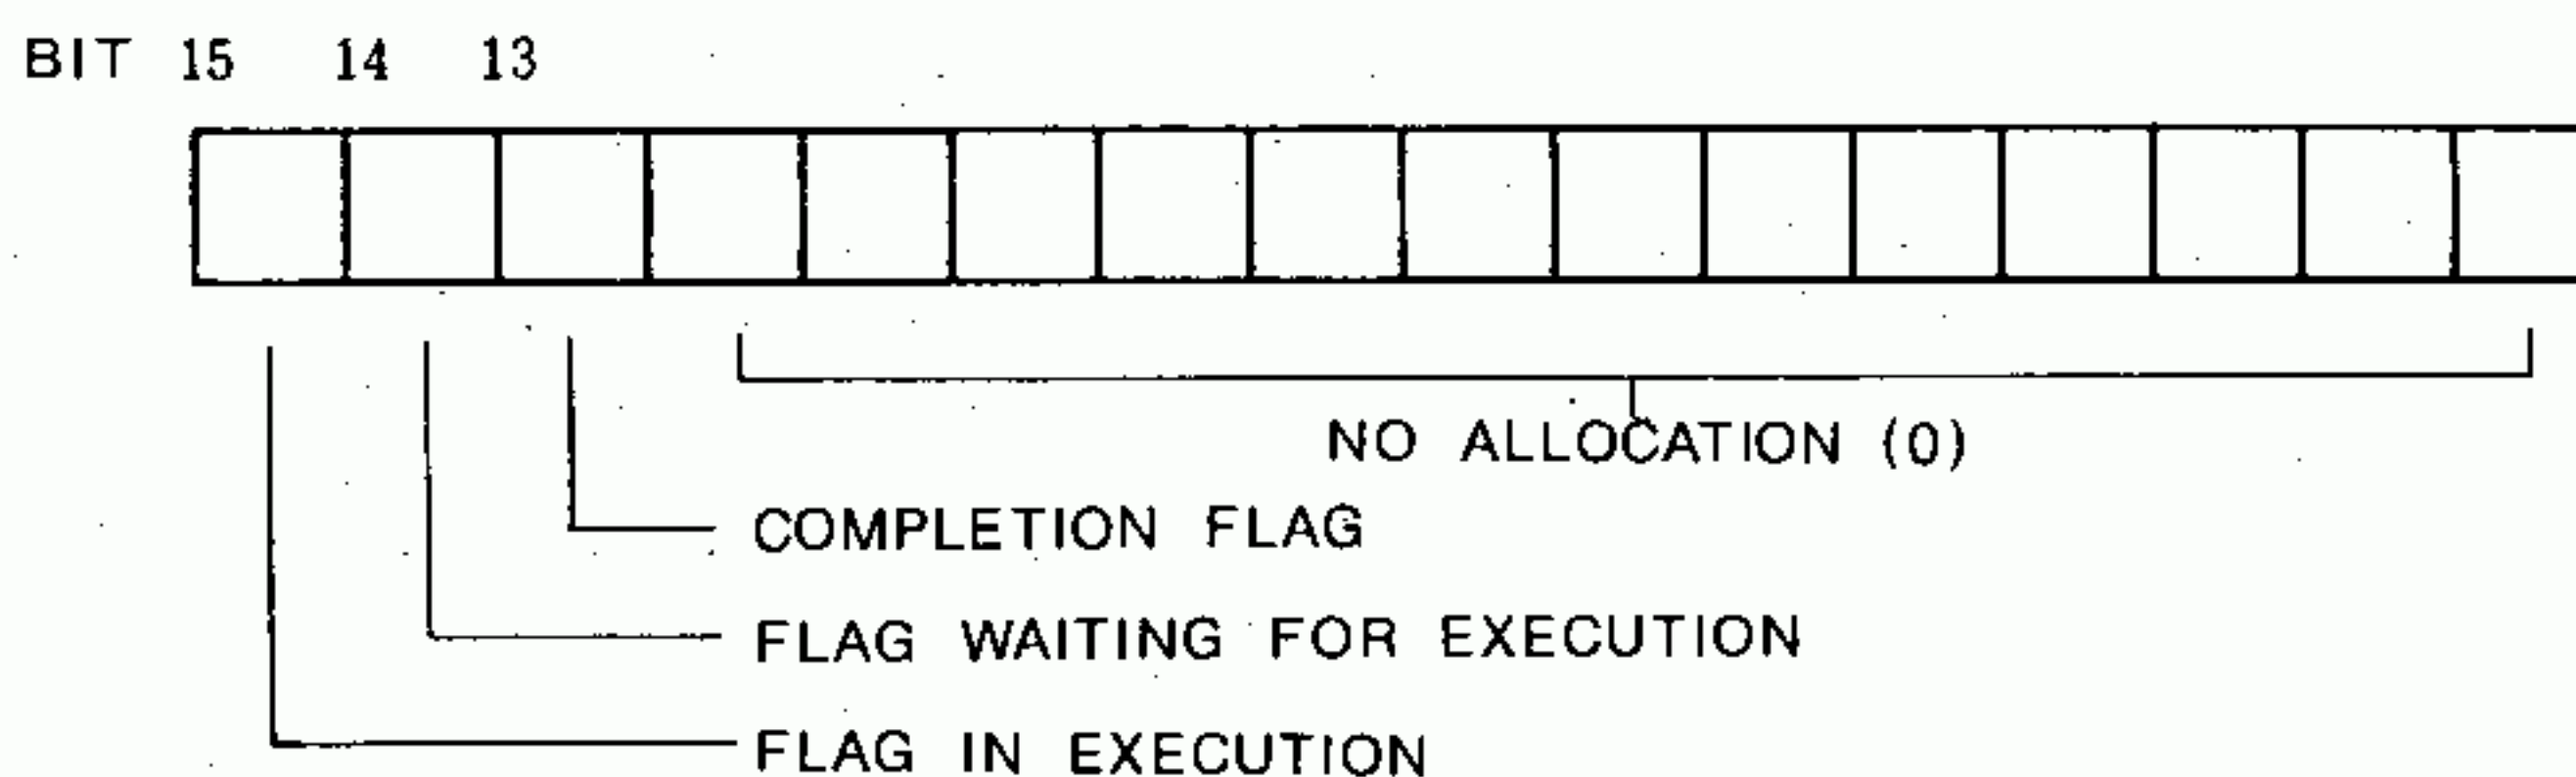 BIT 15 14 13
NO ALLOCATION (0)
COMPLETION FLAG
FLAG WAITING FOR EXECUTION
FLAG IN EXECUTION